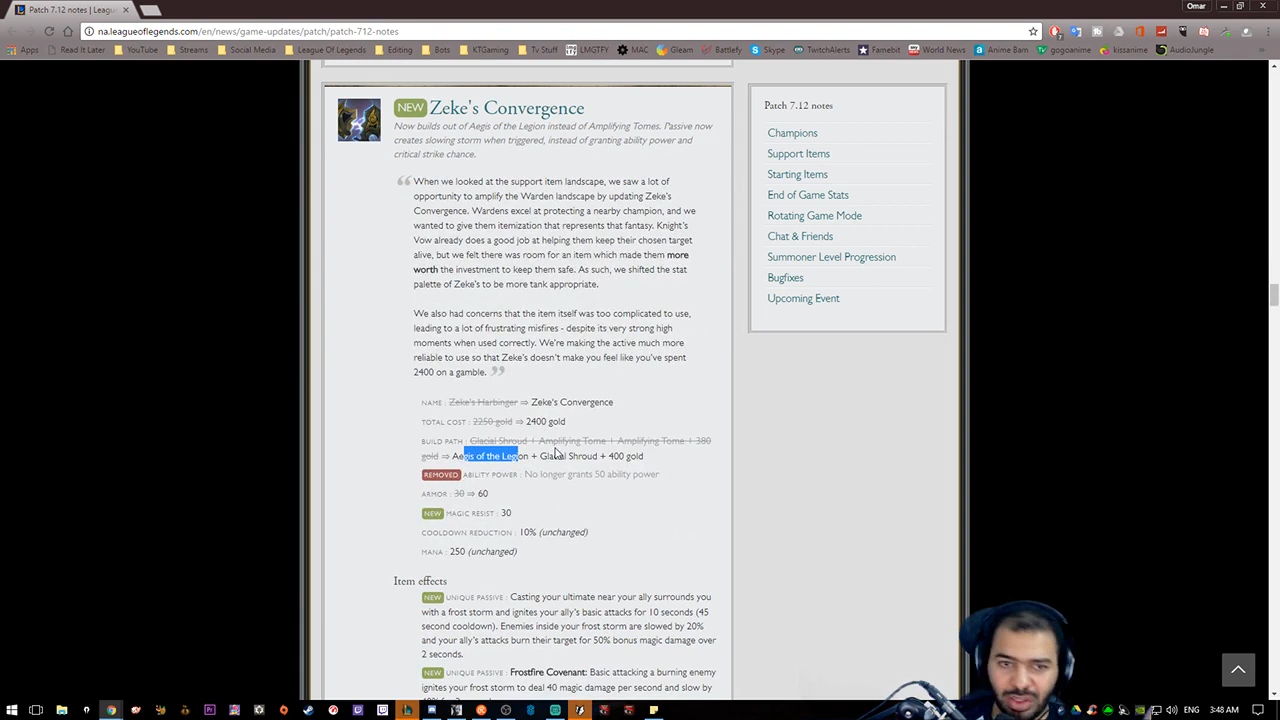 Patch 7.12 notes | Leagu
Omar
na.leagueoflegends.com/en/news/game-updates/patch/patch-712-notes
Apps Read It Later YouTube Streams Social Media League Of Legends Editing Bots KTGaming Tv Stuff LMGTFY MAC Gleam Battlefy Skype TwitchAlerts Famebit World News Anime Bam gogoanime kissanime AudioJungle
NEW Zeke's Convergence
Now builds out of Aegis of the Legion instead of Amplifying Tomes. Passive now
creates slowing storm when triggered, instead of granting ability power and
critical strike chance.
When we looked at the support item landscape, we saw a lot of
opportunity to amplify the Warden landscape by updating Zeke's
Convergence. Wardens excel at protecting a nearby champion, and we
wanted to give them itemization that represents that fantasy. Knight's
Vow already does a good job at helping them keep their chosen target
alive, but we felt there was room for an item which made them more
worth the investment to keep them safe. As such, we shifted the stat
palette of Zeke's to be more tank appropriate.
We also had concerns that the item itself was too complicated to use,
leading to a lot of frustrating misfires - despite its very strong high
moments when used correctly. We're making the active much more
reliable to use so that Zeke's doesn't make you feel like you've spent
2400 on a gamble.
NAME : Zeke's Harbinger ⇒ Zeke's Convergence
TOTAL COST : 2250 gold ⇒ 2400 gold
BUILD PATH : Glacial Shroud + Amplifying Tome + Amplifying Tome + 380
gold ⇒ Aegis of the Legion + Glacial Shroud + 400 gold
REMOVED ABILITY POWER : No longer grants 50 ability power
ARMOR : 30 ⇒ 60
NEW MAGIC RESIST : 30
COOLDOWN REDUCTION : 10% (unchanged)
MANA : 250 (unchanged)
Item effects
NEW UNIQUE PASSIVE : Casting your ultimate near your ally surrounds you
with a frost storm and ignites your ally's basic attacks for 10 seconds (45
second cooldown). Enemies inside your frost storm are slowed by 20%
and your ally's attacks burn their target for 50% bonus magic damage over
2 seconds.
NEW UNIQUE PASSIVE : Frostfire Covenant: Basic attacking a burning enemy
ignites your frost storm to deal 40 magic damage per second and slow by
Patch 7.12 notes
Champions
Support Items
Starting Items
End of Game Stats
Rotating Game Mode
Chat & Friends
Summoner Level Progression
Bugfixes
Upcoming Event
ENG 3:48 AM